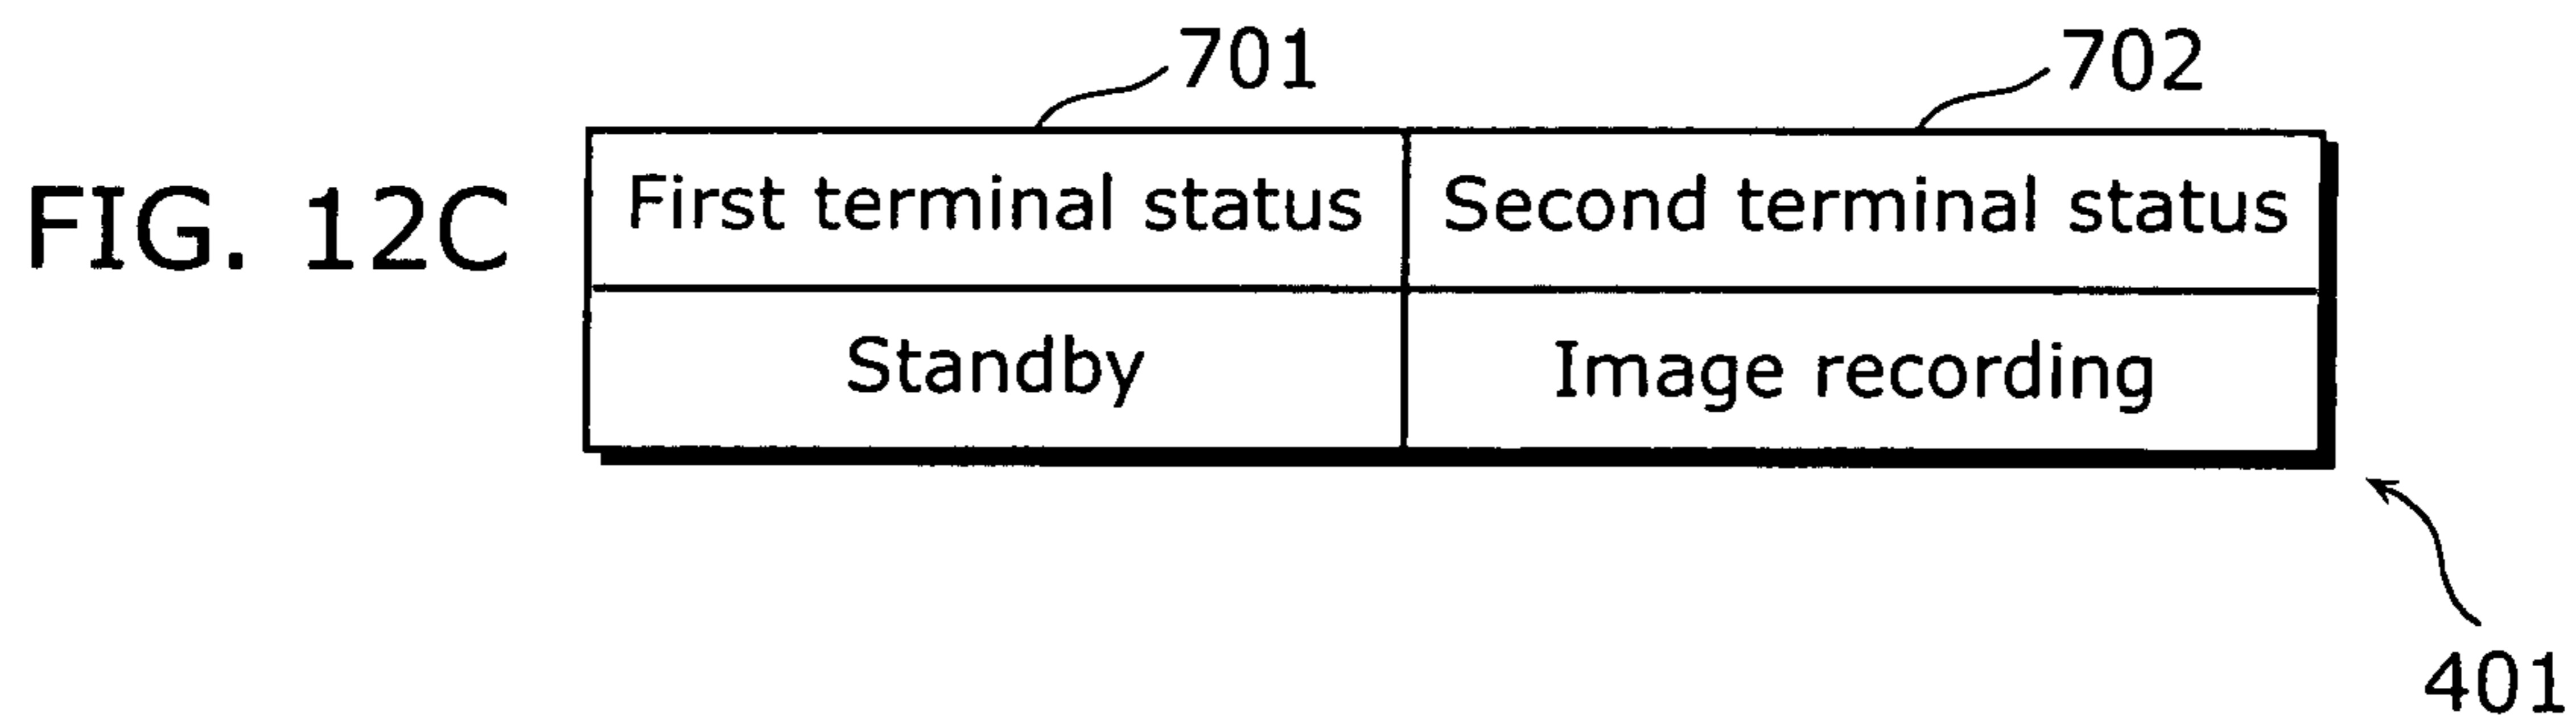 701 702
FIG. 12C
First terminal status Second terminal status
Standby Image recording
401